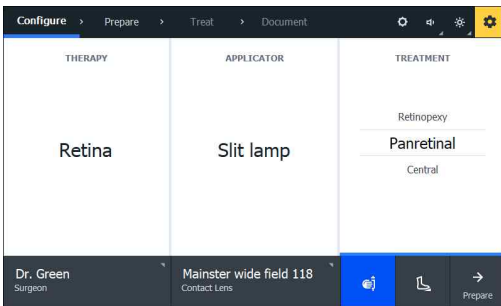 Configure > Prepare > Treat > Document
THERAPY
Retina
APPLICATOR
Slit lamp
TREATMENT
Retinopexy
Panretinal
Central
Dr. Green
Surgeon
Mainster wide field 118
Contact Lens
Prepare